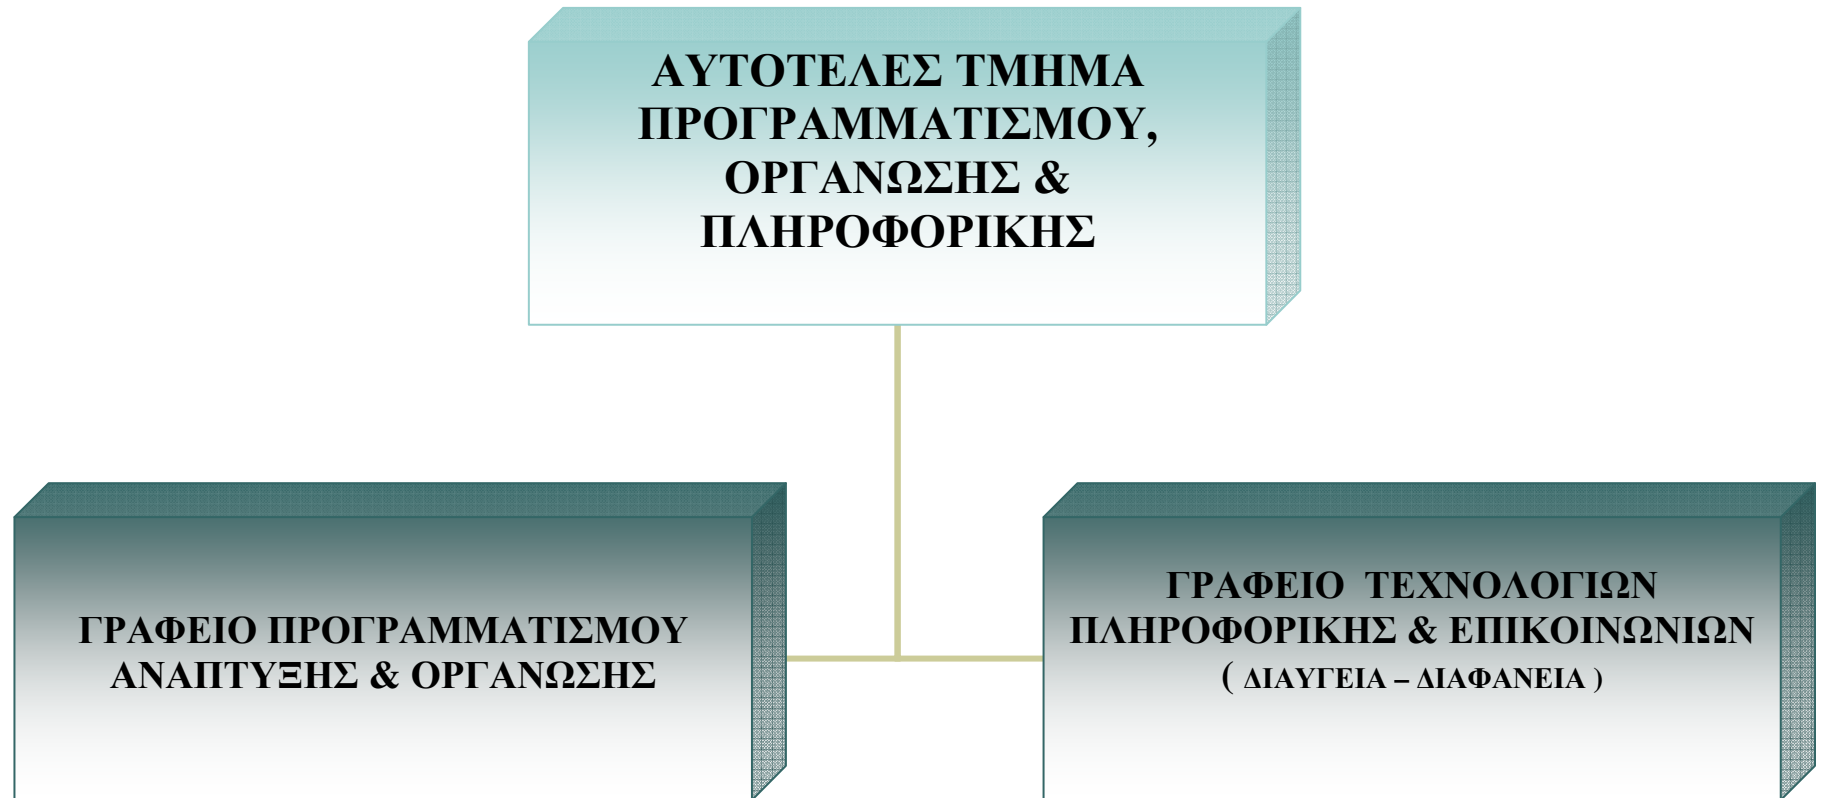 ΑΥΤΟΤΕΛΕΣ ΤΜΗΜΑ
ΠΡΟΓΡΑΜΜΑΤΙΣΜΟΥ,
ΟΡΓΑΝΩΣΗΣ &
ΠΛΗΡΟΦΟΡΙΚΗΣ
ΓΡΑΦΕΙΟ ΠΡΟΓΡΑΜΜΑΤΙΣΜΟΥ
ΑΝΑΠΤΥΞΗΣ & ΟΡΓΑΝΩΣΗΣ
ΓΡΑΦΕΙΟ ΤΕΧΝΟΛΟΓΙΩΝ
ΠΛΗΡΟΦΟΡΙΚΗΣ & ΕΠΙΚΟΙΝΩΝΙΩΝ
( ΔΙΑΥΓΕΙΑ – ΔΙΑΦΑΝΕΙΑ )